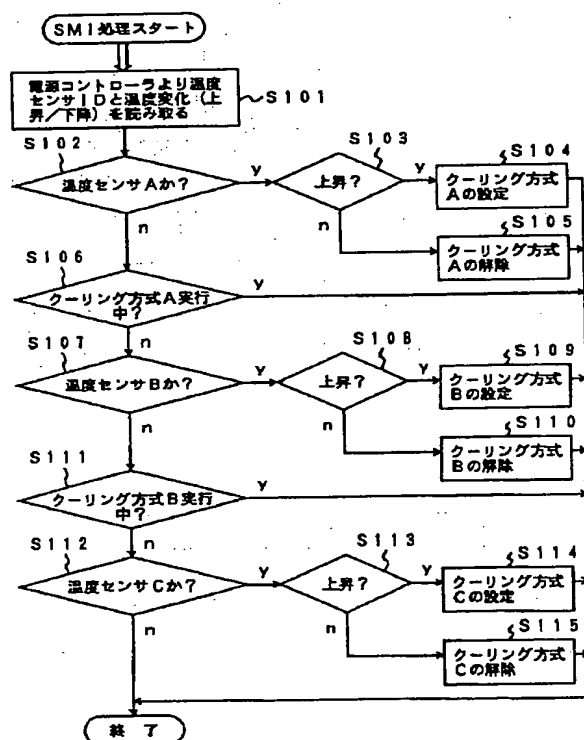 SMI処理スタート
電源コントローラより温度
センサIDと温度変化（上
昇／下降）を読み取る
S101
S102
温度センサAか？
y
n
S103
上昇？
y
n
S104
クーリング方式
Aの設定
S105
クーリング方式
Aの解除
S106
クーリング方式A実行
中？
y
n
S107
温度センサBか？
y
n
S108
上昇？
y
n
S109
クーリング方式
Bの設定
S110
クーリング方式
Bの解除
S111
クーリング方式B実行
中？
y
n
S112
温度センサCか？
y
n
S113
上昇？
y
n
S114
クーリング方式
Cの設定
S115
クーリング方式
Cの解除
終了